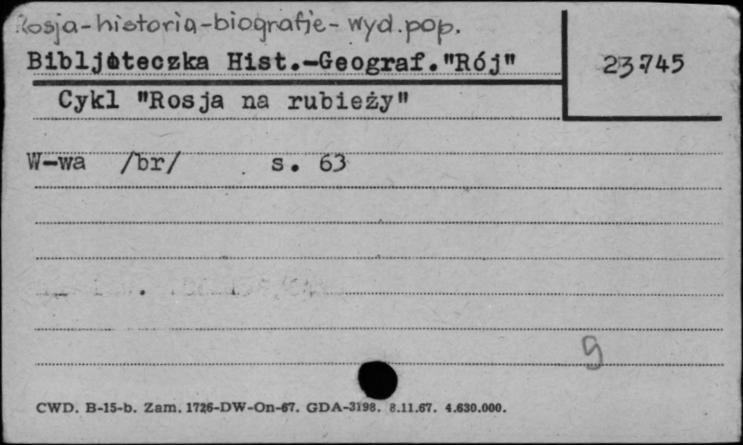 Rosja-historia-biografie-wyd.pop.
Bibljoteczka Hist.-Geograf."Rój"
23745
Cykl "Rosja na rubieży"
W-wa /br/ s. 63
g
CWD. B-15-b. Zam. 1726-DW-On-67. GDA-3198. 8.11.67. 4.630.000.